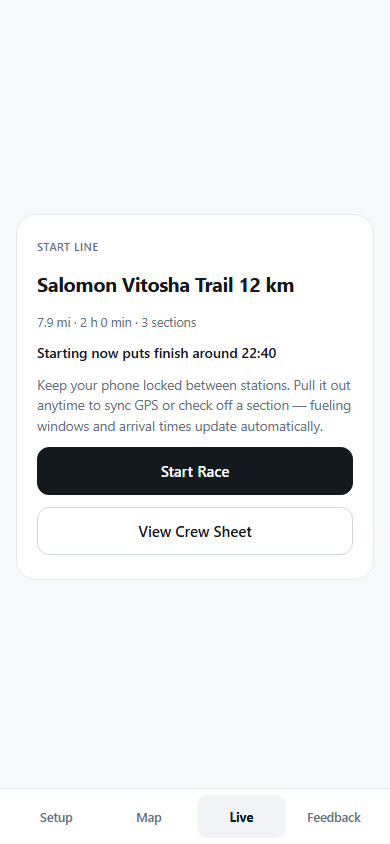 START LINE
Salomon Vitosha Trail 12 km
7.9 mi · 2 h 0 min · 3 sections
Starting now puts finish around 22:40
Keep your phone locked between stations. Pull it out
anytime to sync GPS or check off a section — fueling
windows and arrival times update automatically.
Start Race
View Crew Sheet
Setup Map Live Feedback